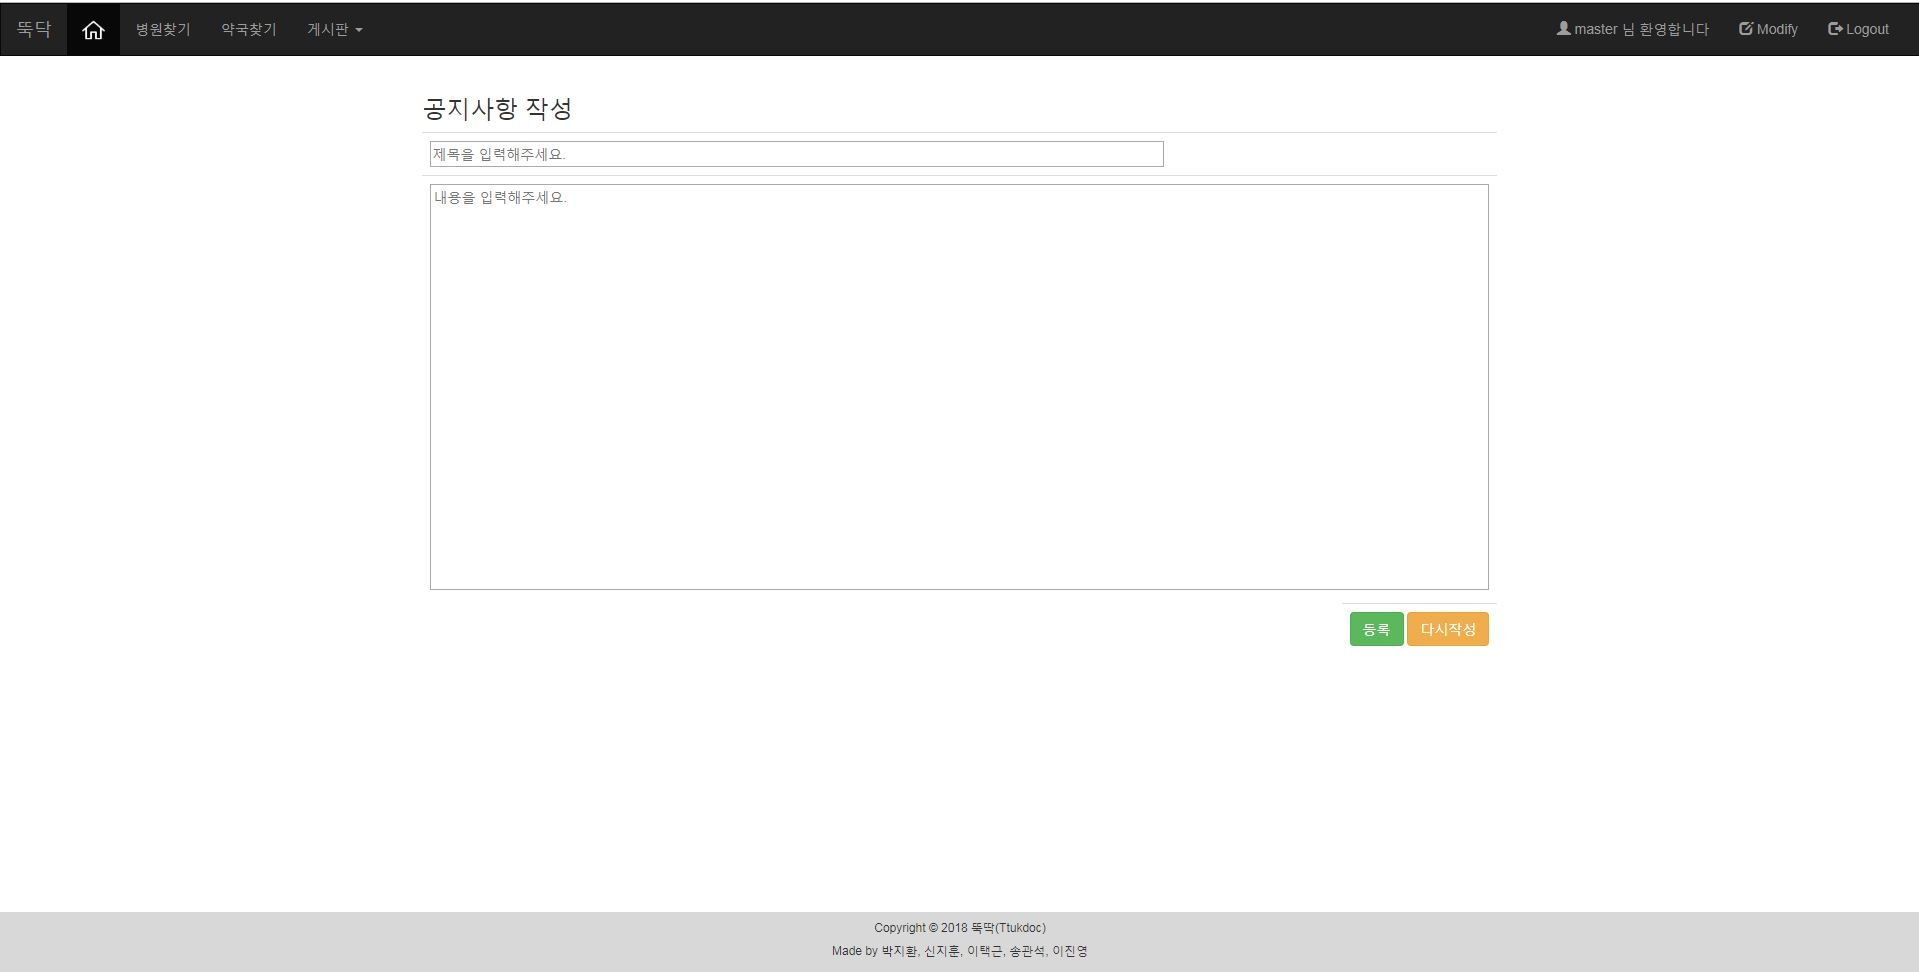 뚝닥 병원찾기 약국찾기 게시판 master 님 환영합니다 Modify Logout
공지사항 작성
제목을 입력해주세요.
내용을 입력해주세요.
등록 다시작성
Copyright © 2018 뚝딱(Ttukdoc)
Made by 박지환, 신지훈, 이택근, 송관석, 이진영